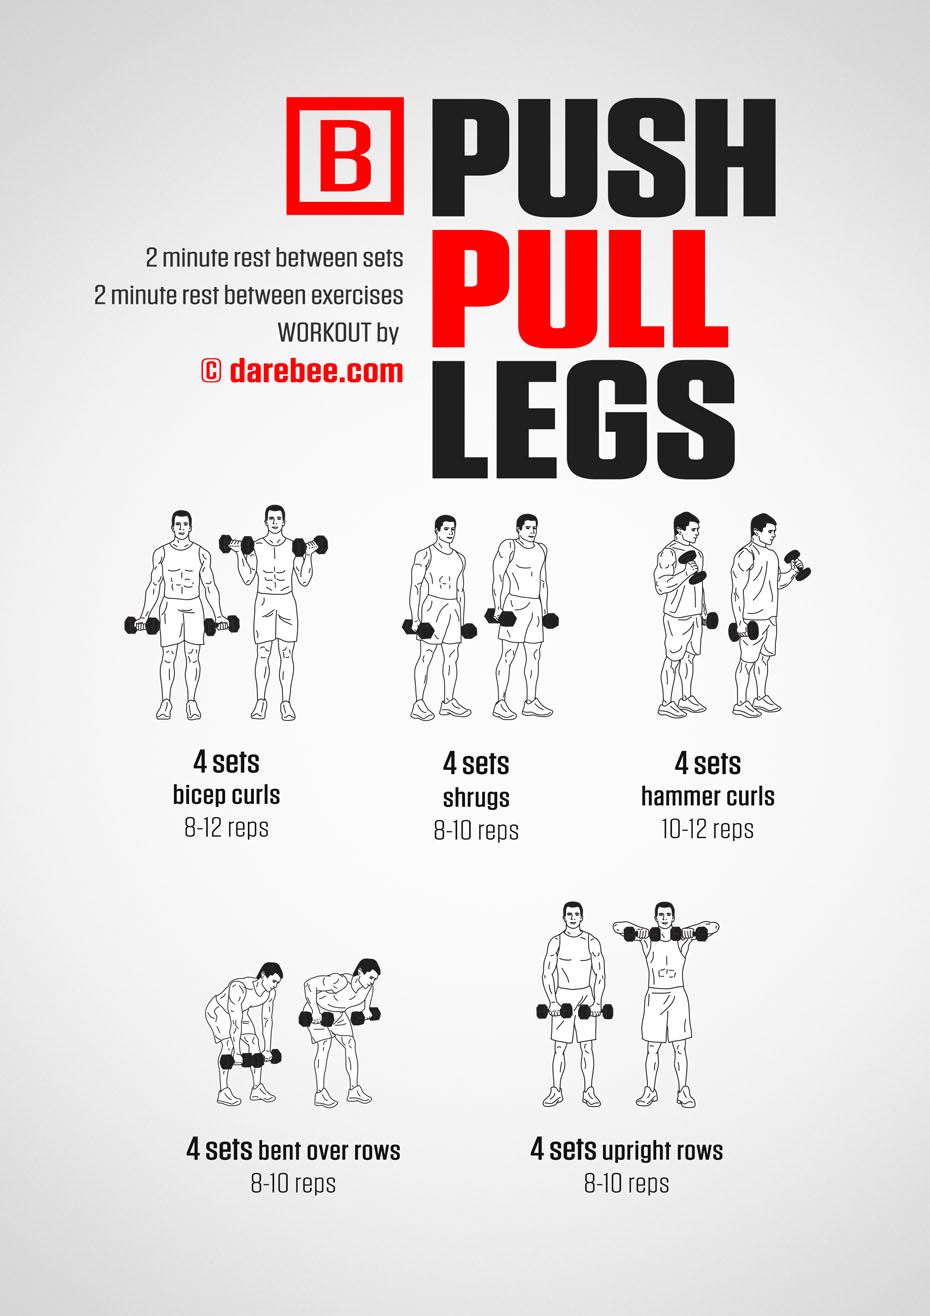 B
PUSH
PULL
LEGS
2 minute rest between sets
2 minute rest between exercises
WORKOUT by
© darebee.com
4 sets
bicep curls
8-12 reps
4 sets
shrugs
8-10 reps
4 sets
hammer curls
10-12 reps
4 sets bent over rows
8-10 reps
4 sets upright rows
8-10 reps